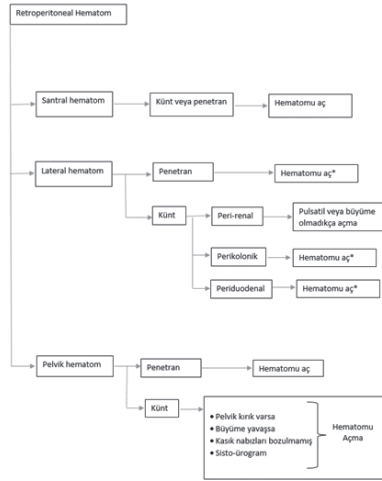 Retroperitoneal Hematom
Santral hematom
Künt veya penetran
Hematomu aç
Lateral hematom
Penetran
Hematomu aç*
Künt
Peri-renal
Pulsatil veya büyüme
olmadıkça açma
Perikolonik
Hematomu aç*
Periduodenal
Hematomu aç*
Pelvik hematom
Penetran
Hematomu aç
Künt
• Pelvik kırık varsa
• Büyüme yavaşsa
• Kasık nabızları bozulmamış
• Sisto-ürogram
Hematomu
Açma